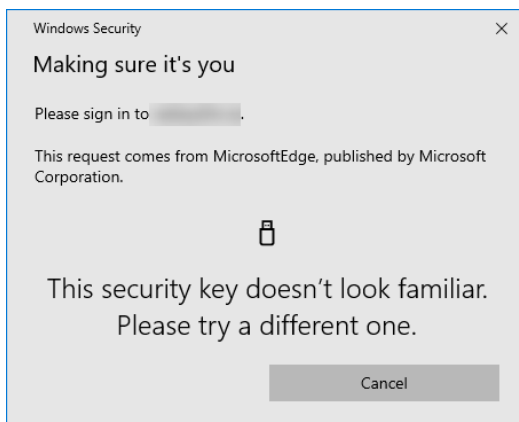 Windows Security
Making sure it's you
Please sign in to .
This request comes from MicrosoftEdge, published by Microsoft
Corporation.
This security key doesn’t look familiar.
Please try a different one.
Cancel